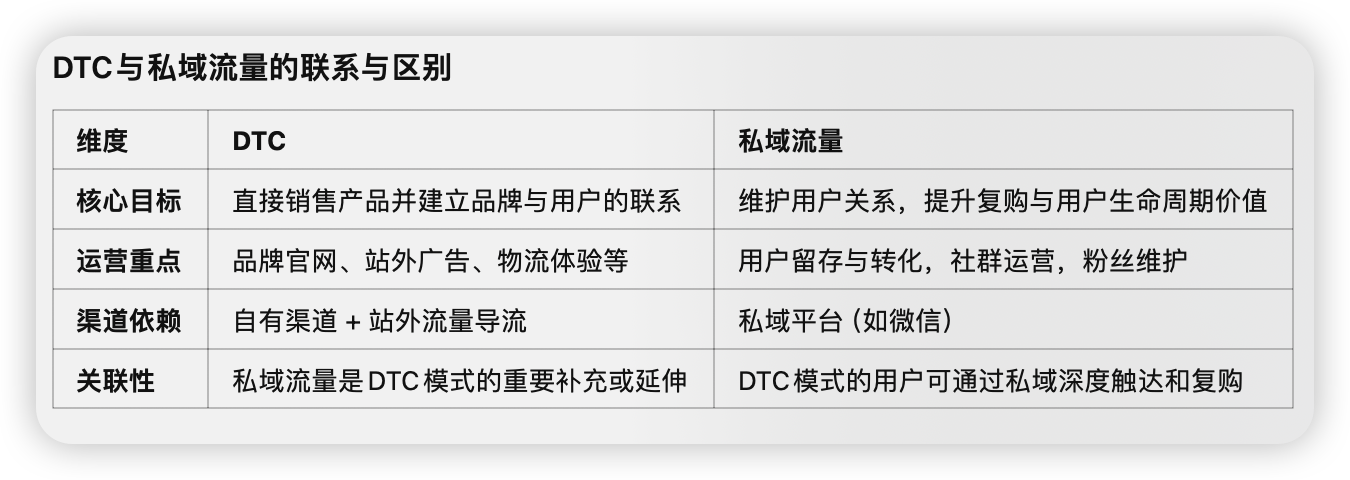 DTC与私域流量的联系与区别
维度 DTC 私域流量
核心目标 直接销售产品并建立品牌与用户的联系 维护用户关系，提升复购与用户生命周期价值
运营重点 品牌官网、站外广告、物流体验等 用户留存与转化，社群运营，粉丝维护
渠道依赖 自有渠道 + 站外流量导流 私域平台（如微信）
关联性 私域流量是DTC模式的重要补充或延伸 DTC模式的用户可通过私域深度触达和复购